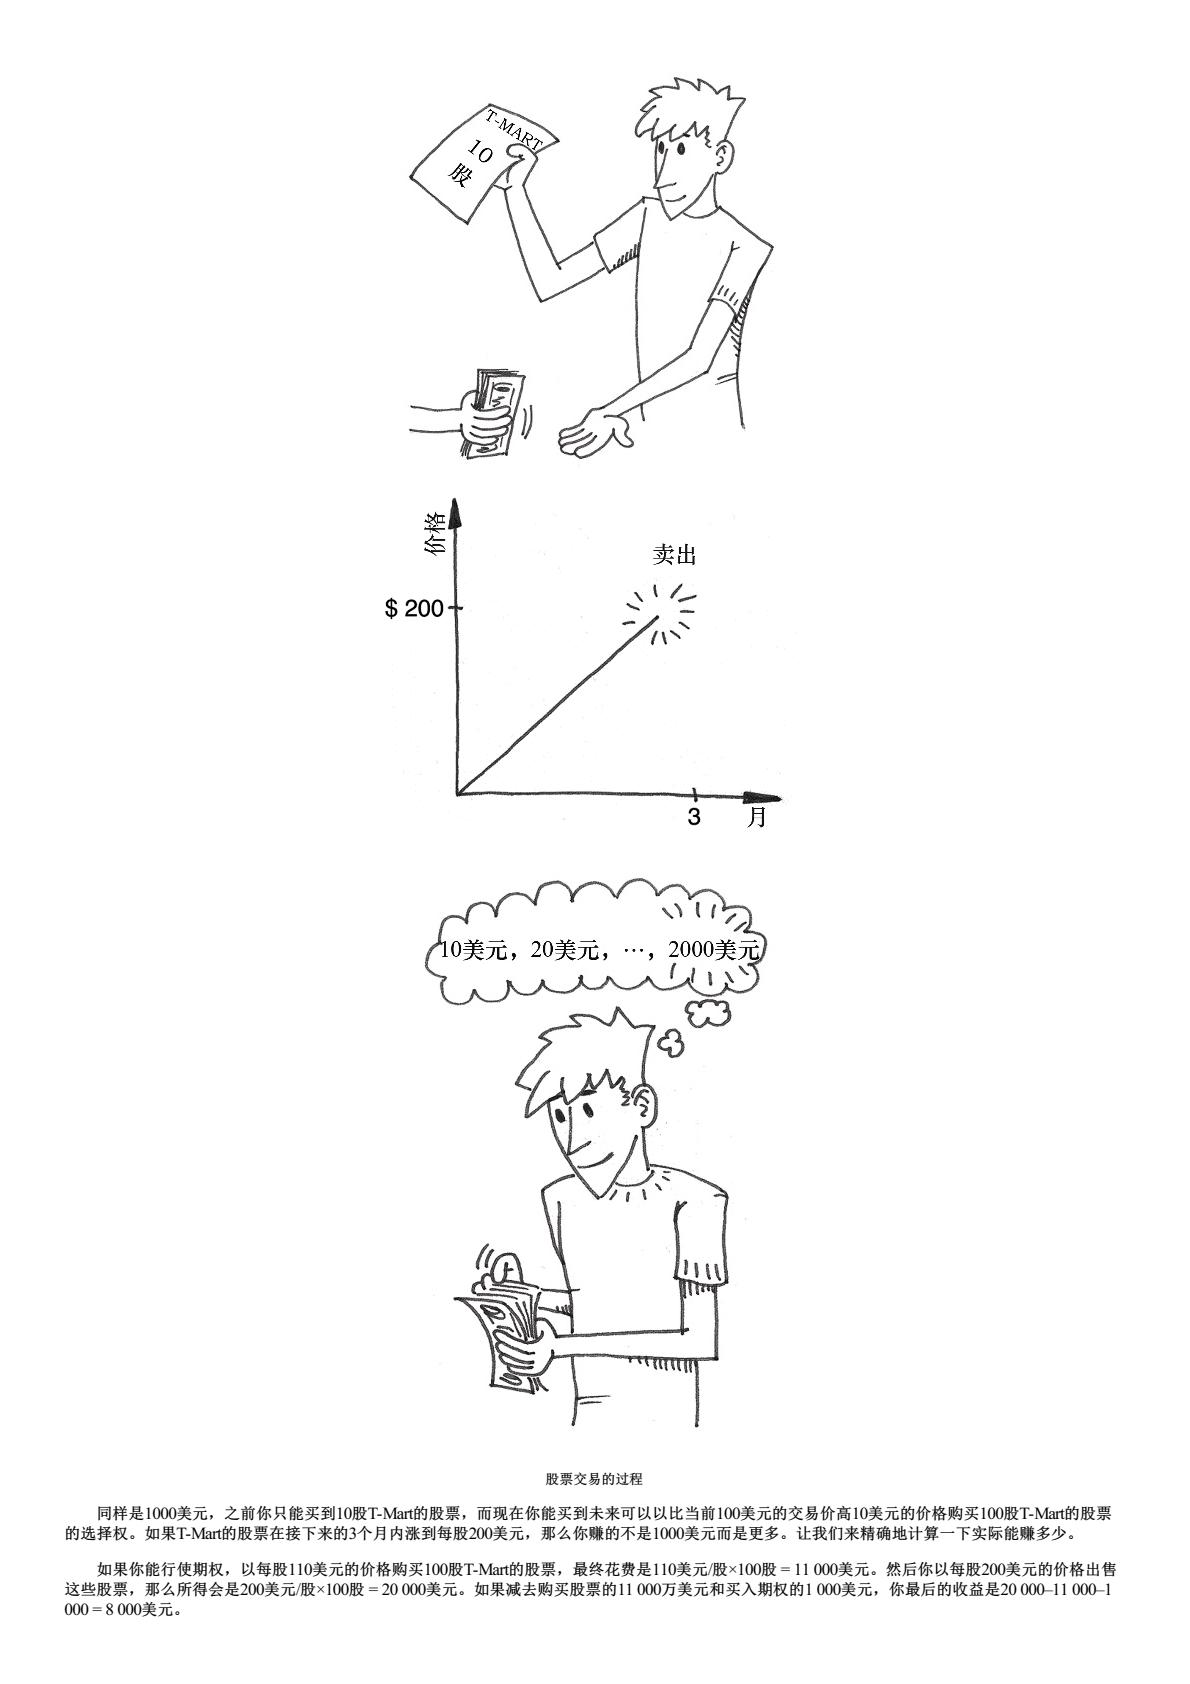 T-MART
10
股
价格
卖出
$ 200
3
月
10美元，20美元，…，2000美元
股票交易的过程
同样是1000美元，之前你只能买到10股T-Mart的股票，而现在你能买到未来可以以比当前100美元的交易价高10美元的价格购买100股T-Mart的股票
的选择权。如果T-Mart的股票在接下来的3个月内涨到每股200美元，那么你赚的不是1000美元而是更多。让我们来精确地计算一下实际能赚多少。
如果你能行使期权，以每股110美元的价格购买100股T-Mart的股票，最终花费是110美元/股×100股 = 11 000美元。然后你以每股200美元的价格出售
这些股票，那么所得会是200美元/股×100股 = 20 000美元。如果减去购买股票的11 000万美元和买入期权的1 000美元，你最后的收益是20 000–11 000–1
000 = 8 000美元。